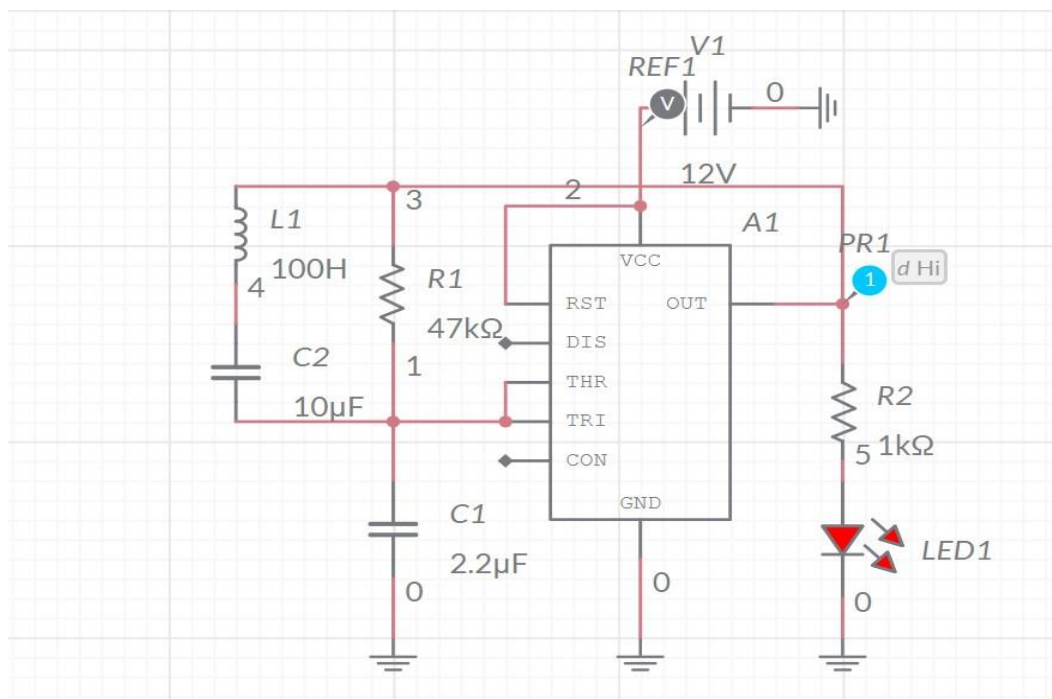 V1
REF1
V
0
12V
2
3
L1
100H
4
A1
VCC
PR1
1
d Hi
R1
47kΩ
RST
OUT
DIS
1
THR
C2
10µF
TRI
CON
R2
1kΩ
5
GND
C1
2.2µF
0
0
LED1
0